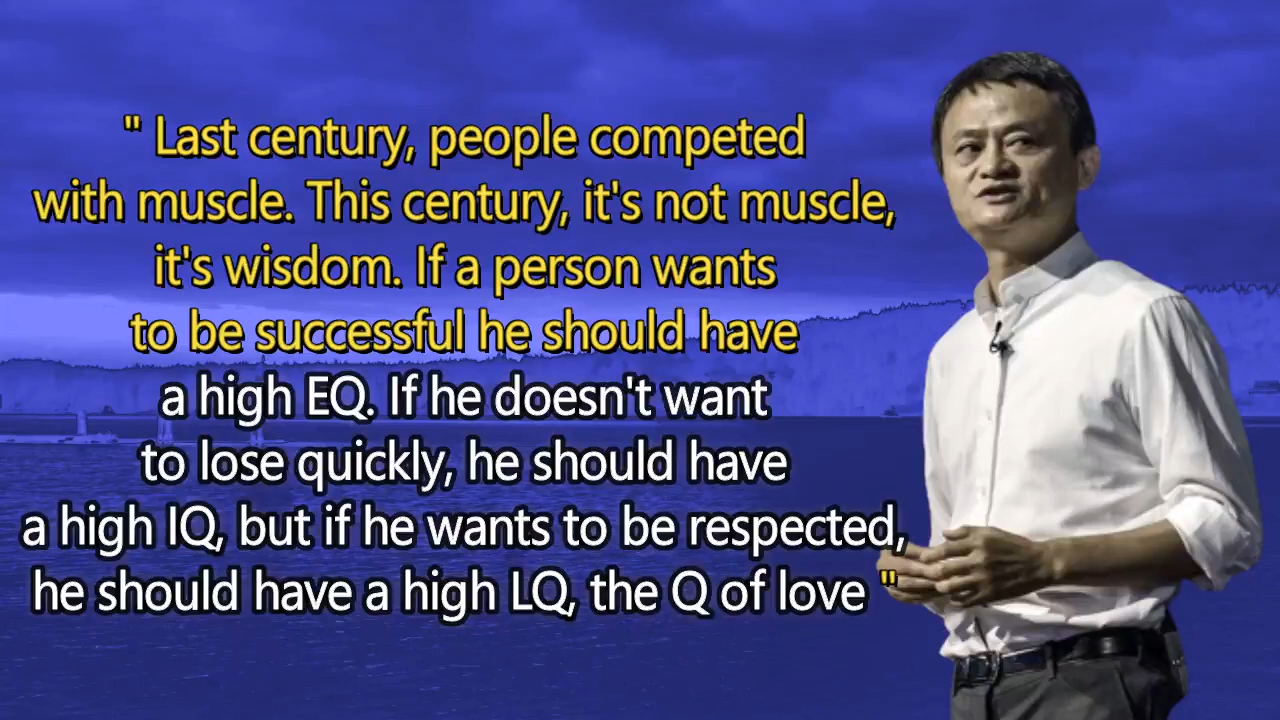 " Last century, people competed
with muscle. This century, it's not muscle,
it's wisdom. If a person wants
to be successful he should have
a high EQ. If he doesn't want
to lose quickly, he should have
a high IQ, but if he wants to be respected,
he should have a high LQ, the Q of love "